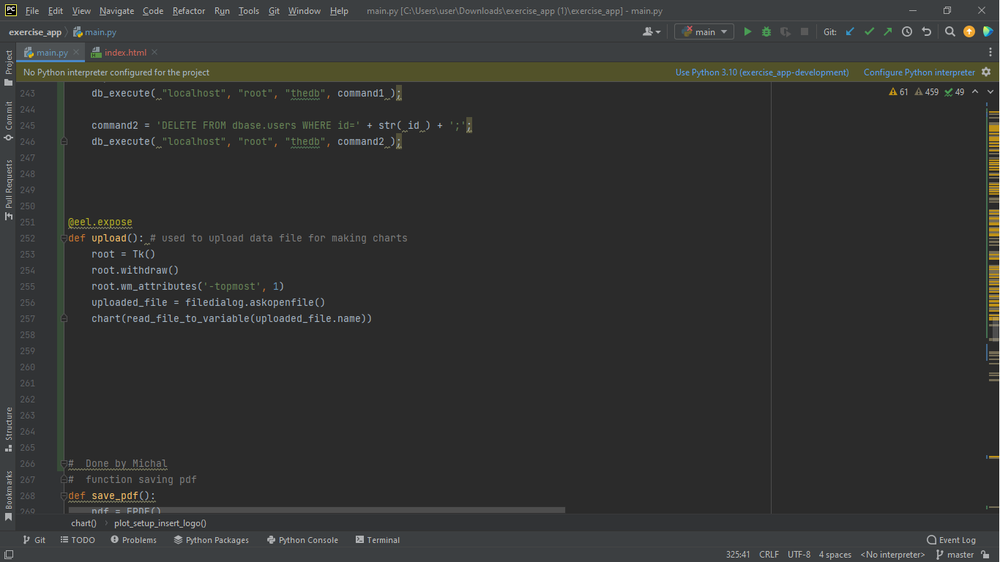 File Edit View Navigate Code Refactor Run Tools Git Window Help main.py [C:\Users\user\Downloads\exercise_app (1)\exercise_app] - main.py
exercise_app main.py main Git:
main.py index.html
No Python interpreter configured for the project Use Python 3.10 (exercise_app-development) Configure Python interpreter
61 459 49
243 db_execute( "localhost", "root", "thedb", command1 );
244
245 command2 = 'DELETE FROM dbase.users WHERE id=' + str( id ) + ';';
246 db_execute( "localhost", "root", "thedb", command2 );
247
248
249
250
251 @eel.expose
252 def upload(): # used to upload data file for making charts
253 root = Tk()
254 root.withdraw()
255 root.wm_attributes('-topmost', 1)
256 uploaded_file = filedialog.askopenfile()
257 chart(read_file_to_variable(uploaded_file.name))
258
259
260
261
262
263
264
265
266 #  Done by Michal
267 #  function saving pdf
268 def save_pdf():
269 pdf = FPDF()
Project
Commit
Pull Requests
Structure
Bookmarks
chart() plot_setup_insert_logo()
Git TODO Problems Python Packages Python Console Terminal Event Log
325:41 CRLF UTF-8 4 spaces <No interpreter> master